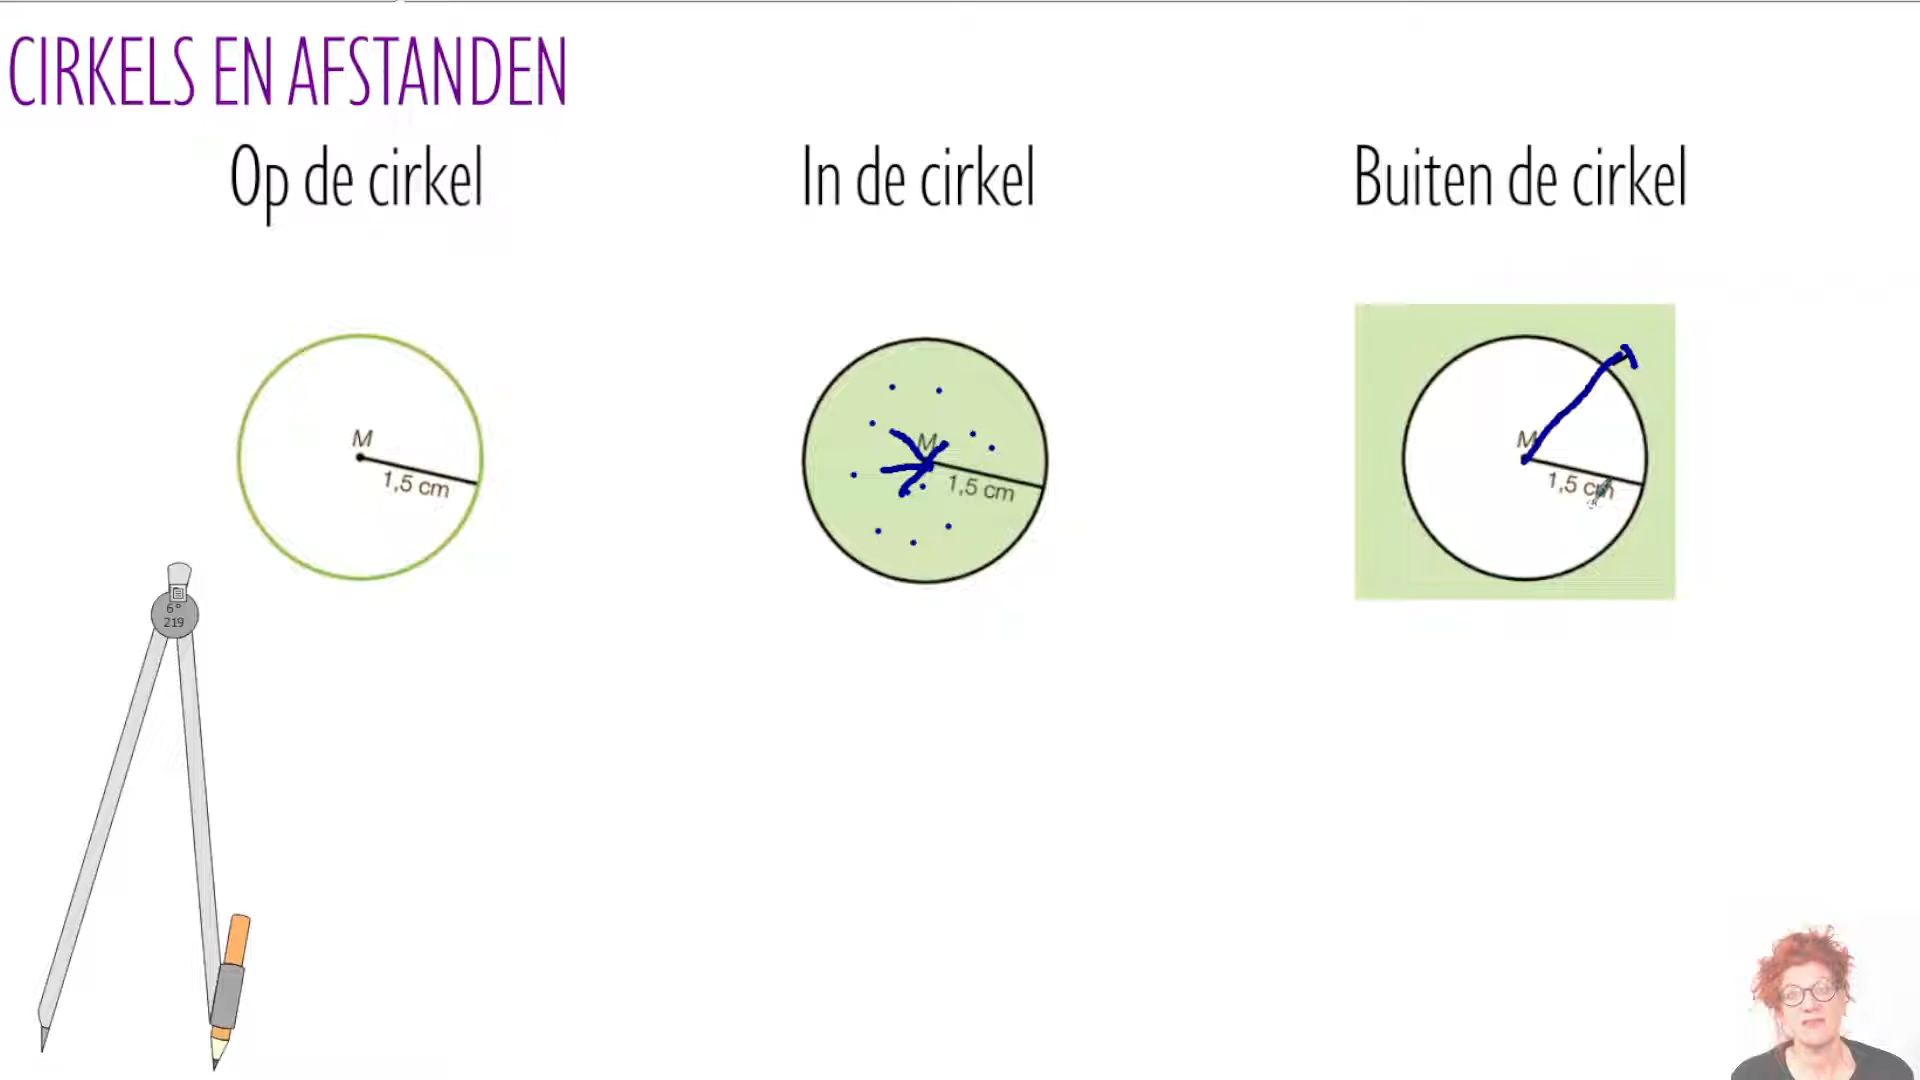 CIRKELS EN AFSTANDEN
Op de cirkel
In de cirkel
Buiten de cirkel
M
1,5 cm
M
1,5 cm
M
1,5 cm
6°
219